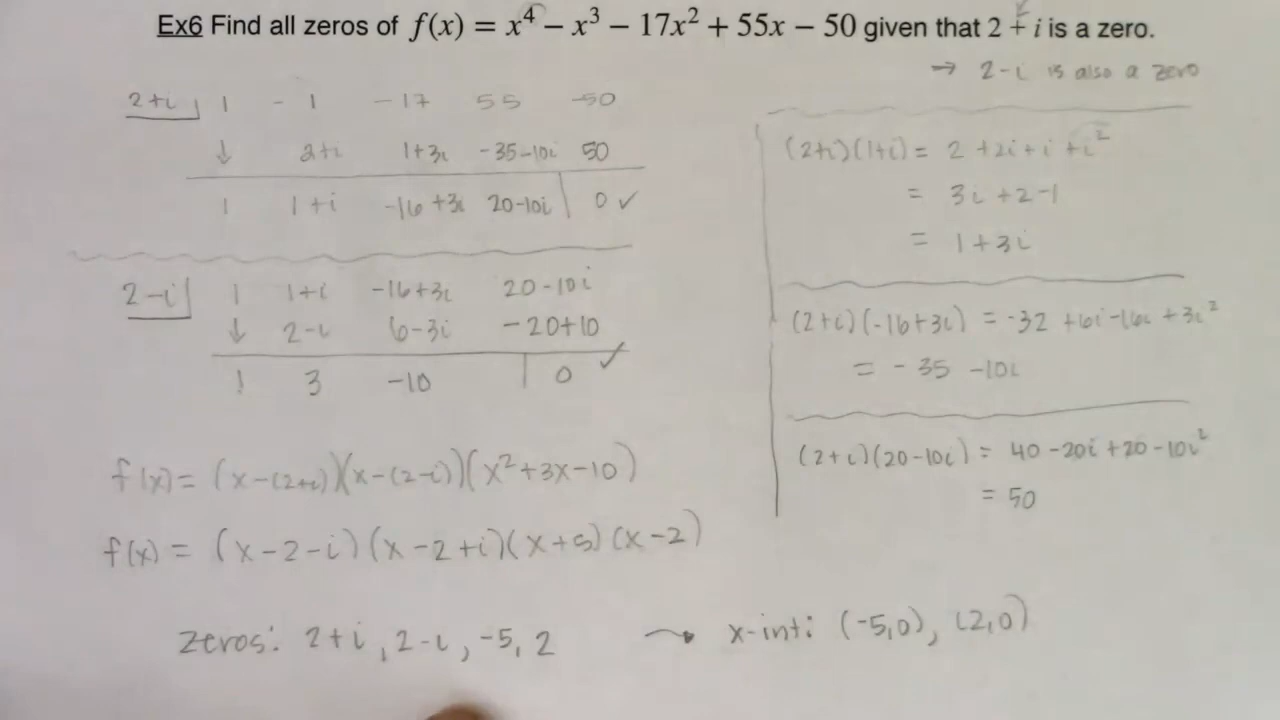 Ex6 Find all zeros of f(x) = x⁴ − x³ − 17x² + 55x − 50 given that 2 + i is a zero.
→ 2-i is also a zero
2+i | 1 -1 -17 55 -50
↓ 2+i 1+3i -35-10i 50
1 1+i -16+3i 20-10i | 0 ✓
2-i | 1 1+i -16+3i 20-10i
↓ 2-i 6-3i -20+10
1 3 -10 | 0 ✓
f(x) = (x-(2+i))(x-(2-i))(x²+3x-10)
f(x) = (x-2-i)(x-2+i)(x+5)(x-2)
zeros: 2+i, 2-i, -5, 2 → x-int: (-5,0), (2,0)
(2+i)(1+i) = 2+2i+i+i²
= 3i+2-1
= 1+3i
(2+i)(-16+3i) = -32+6i-16i+3i²
= -35-10i
(2+i)(20-10i) = 40-20i+20-10i²
= 50